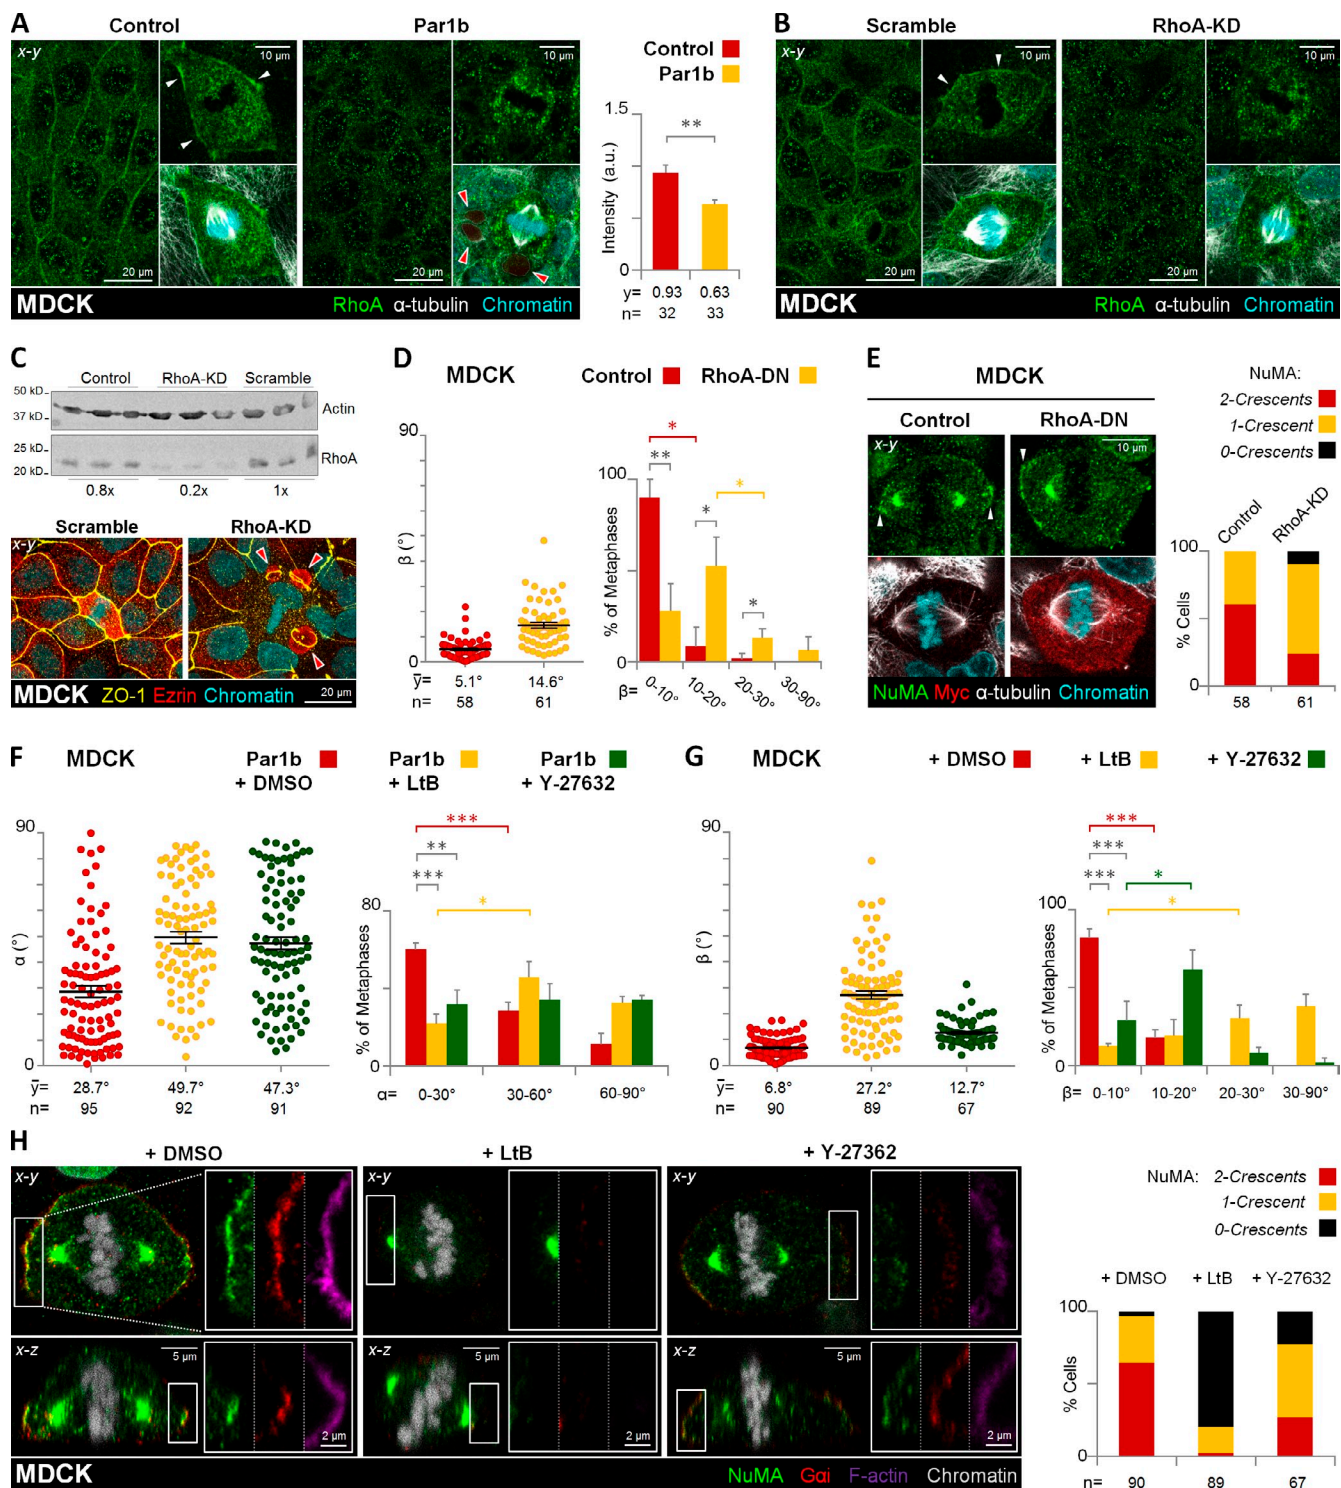 A
Control
Par1b
x-y
10 µm
10 µm
20 µm
20 µm
MDCK
RhoA α-tubulin Chromatin
Control
Par1b
1.5
**
Intensity (a.u.)
0
y= 0.93 0.63
n= 32 33
B
Scramble
RhoA-KD
x-y
10 µm
10 µm
20 µm
20 µm
MDCK
RhoA α-tubulin Chromatin
C
Control RhoA-KD Scramble
50 kD
37 kD
Actin
25 kD
20 kD
RhoA
0.8x 0.2x 1x
Scramble
RhoA-KD
x-y
MDCK ZO-1 Ezrin Chromatin 20 µm
D
MDCK
Control RhoA-DN
90
β (°)
0
ȳ= 5.1° 14.6°
n= 58 61
*
**
*
*
*
100
% of Metaphases
0
β= 0-10° 10-20° 20-30° 30-90°
E
MDCK
Control
RhoA-DN
x-y
10 µm
NuMA Myc α-tubulin Chromatin
NuMA:
2-Crescents
1-Crescent
0-Crescents
Control
RhoA-KD
100
% Cells
0
58 61
F
MDCK
Par1b + DMSO
Par1b + LtB
Par1b + Y-27632
90
α (°)
0
ȳ= 28.7° 49.7° 47.3°
n= 95 92 91
***
**
***
*
80
% of Metaphases
0
α= 0-30° 30-60° 60-90°
G
MDCK
+ DMSO
+ LtB
+ Y-27632
90
β (°)
0
ȳ= 6.8° 27.2° 12.7°
n= 90 89 67
***
***
***
*
*
100
% of Metaphases
0
β= 0-10° 10-20° 20-30° 30-90°
H
+ DMSO
+ LtB
+ Y-27362
x-y
x-y
x-y
x-z
5 µm
2 µm
x-z
5 µm
x-z
5 µm
2 µm
MDCK
NuMA Gαi F-actin Chromatin
NuMA: 2-Crescents
1-Crescent
0-Crescents
+ DMSO + LtB + Y-27632
100
% Cells
0
n= 90 89 67